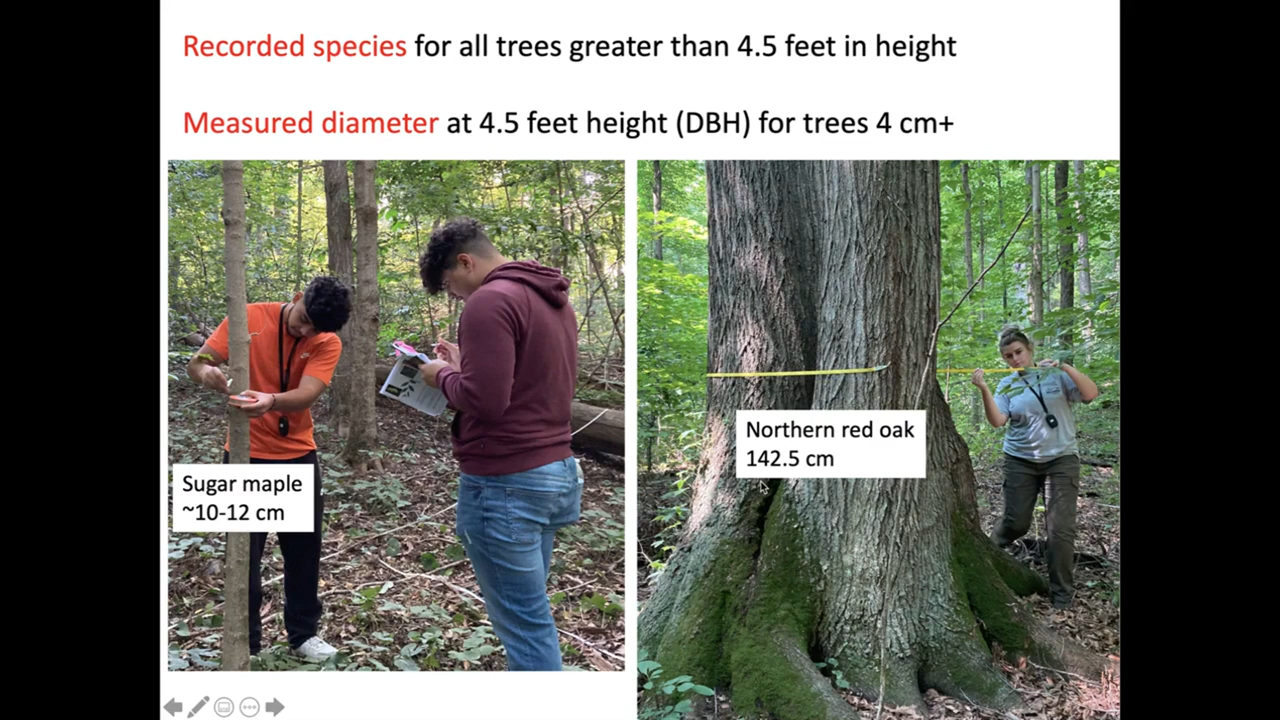 Recorded species for all trees greater than 4.5 feet in height
Measured diameter at 4.5 feet height (DBH) for trees 4 cm+
Sugar maple
~10-12 cm
Northern red oak
142.5 cm